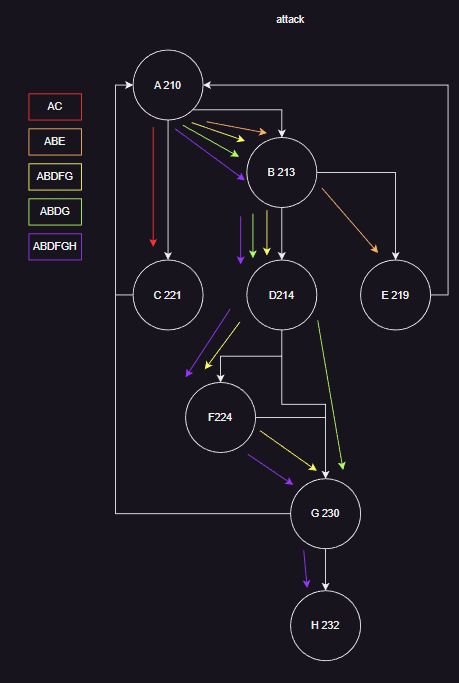 attack
A 210
AC
ABE
ABDFG
ABDG
ABDFGH
B 213
C 221
D214
E 219
F224
G 230
H 232